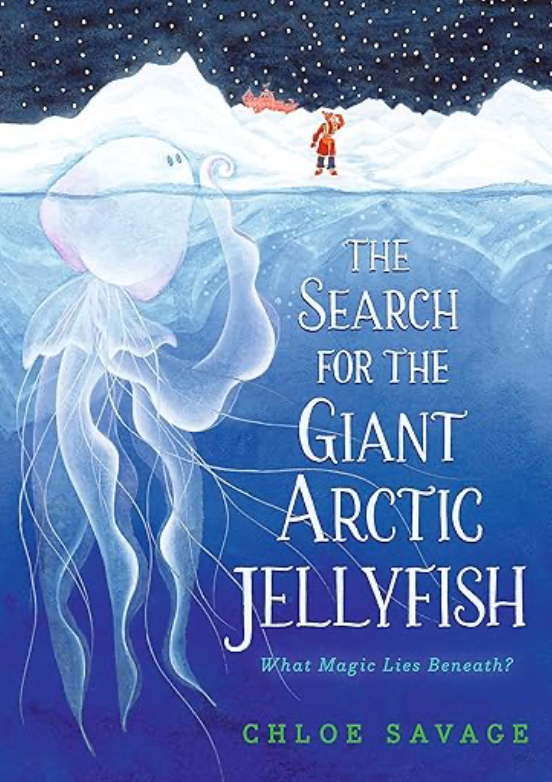 THE
SEARCH
FOR THE
GIANT
ARCTIC
JELLYFISH
What Magic Lies Beneath?
CHLOE SAVAGE